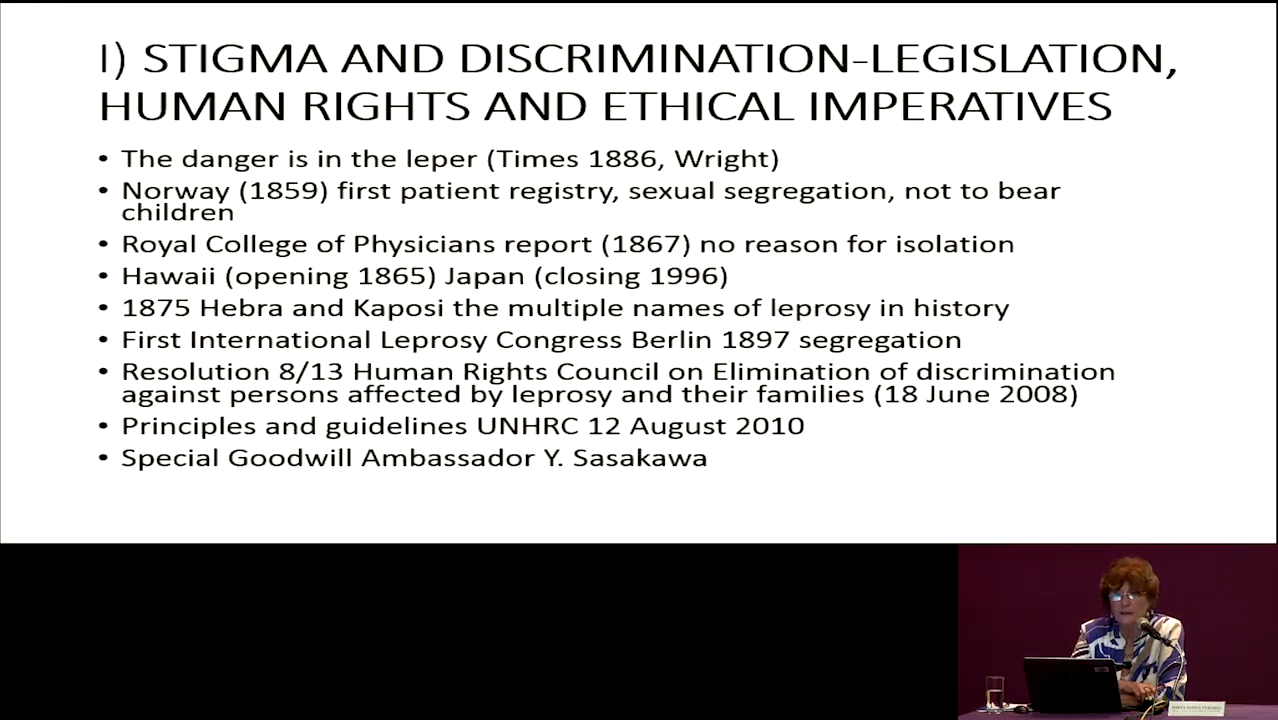 I) STIGMA AND DISCRIMINATION-LEGISLATION,
HUMAN RIGHTS AND ETHICAL IMPERATIVES
• The danger is in the leper (Times 1886, Wright)
• Norway (1859) first patient registry, sexual segregation, not to bear
children
• Royal College of Physicians report (1867) no reason for isolation
• Hawaii (opening 1865) Japan (closing 1996)
• 1875 Hebra and Kaposi the multiple names of leprosy in history
• First International Leprosy Congress Berlin 1897 segregation
• Resolution 8/13 Human Rights Council on Elimination of discrimination
against persons affected by leprosy and their families (18 June 2008)
• Principles and guidelines UNHRC 12 August 2010
• Special Goodwill Ambassador Y. Sasakawa